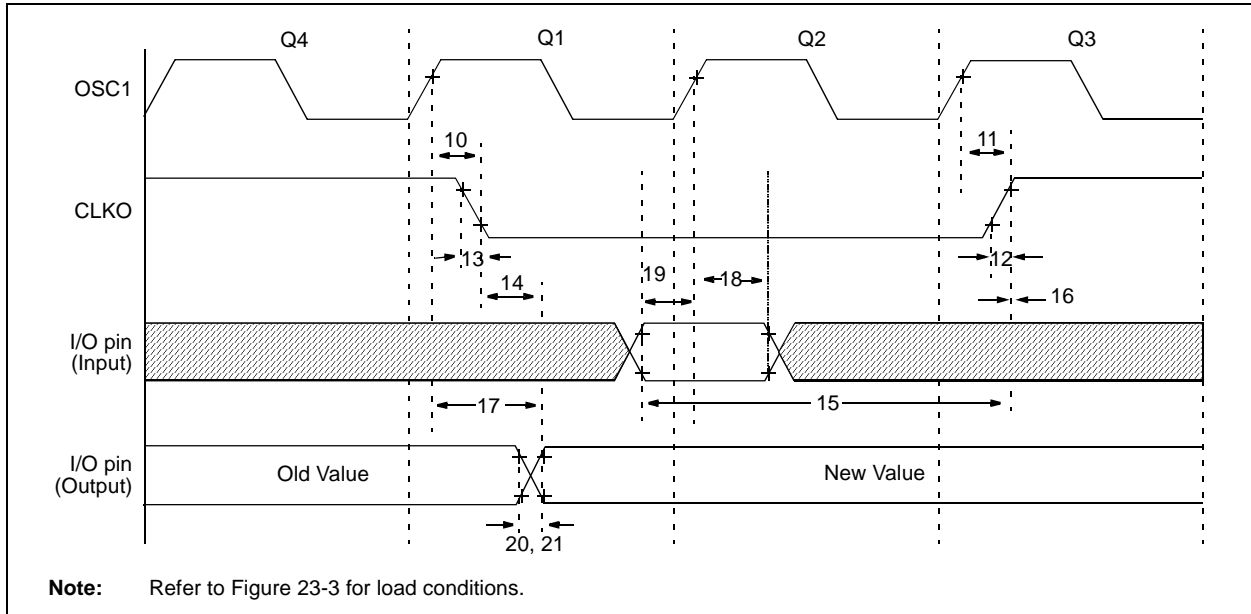 Q4 Q1 Q2 Q3
OSC1
10 11
CLKO
13 12
14 19 18 16
I/O pin
(Input)
17 15
I/O pin
(Output)
Old Value New Value
20, 21
Note: Refer to Figure 23-3 for load conditions.